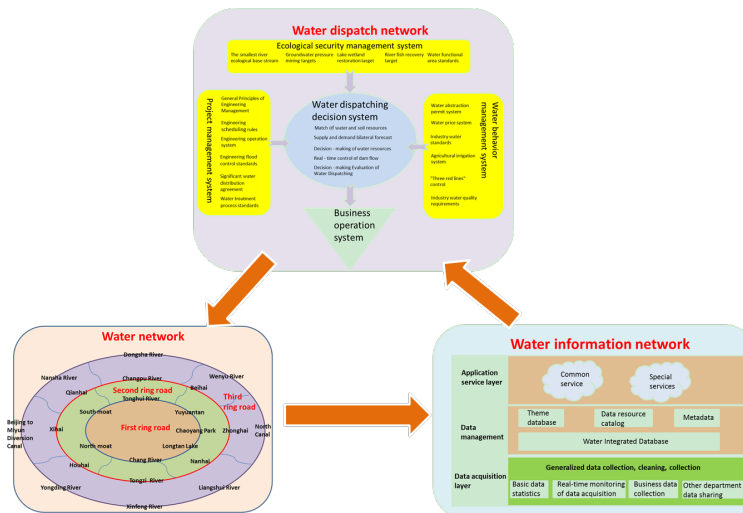 Water dispatch network
Ecological security management system
The smallest river
ecological base stream
Groundwater pressure
mining targets
Lake wetland
restoration target
River fish recovery
target
Water functional
area standards
Project management system
General Principles of
Engineering
Management
Engineering
scheduling rules
Engineering operation
system
Engineering flood
control standards
Significant water
distribution
agreement
Water treatment
process standards
Water dispatching
decision system
Match of water and soil resources
Supply and demand bilateral forecast
Decision - making of water resources
Real - time control of dam flow
Decision - making Evaluation of
Water Dispatching
Water behavior
management system
Water abstraction
permit system
Water price system
Industry water
standards
Agricultural irrigation
system
"Three red lines"
control
Industry water quality
requirements
Business
operation
system
Water network
Dongsha River
Nansha River
Changpu River
Wenyu River
Second ring road
Qianhai
Beihai
Third
ring road
Tonghui River
South moat
Yuyuantan
First ring road
Beijing to
Miyun
Diversion
Canal
Xihai
Chaoyang Park
Zhonghai
North
Canal
North moat
Longtan Lake
Chang River
Houhai
Nanhai
Tongzi River
Yongding River
Liangshui River
Xinfeng River
Water information network
Application
service layer
Common
service
Special
services
Data
management
Theme
database
Data resource
catalog
Metadata
Water Integrated Database
Data acquisition
layer
Generalized data collection, cleaning, collection
Basic data
statistics
Real-time monitoring
of data acquisition
Business data
collection
Other department
data sharing